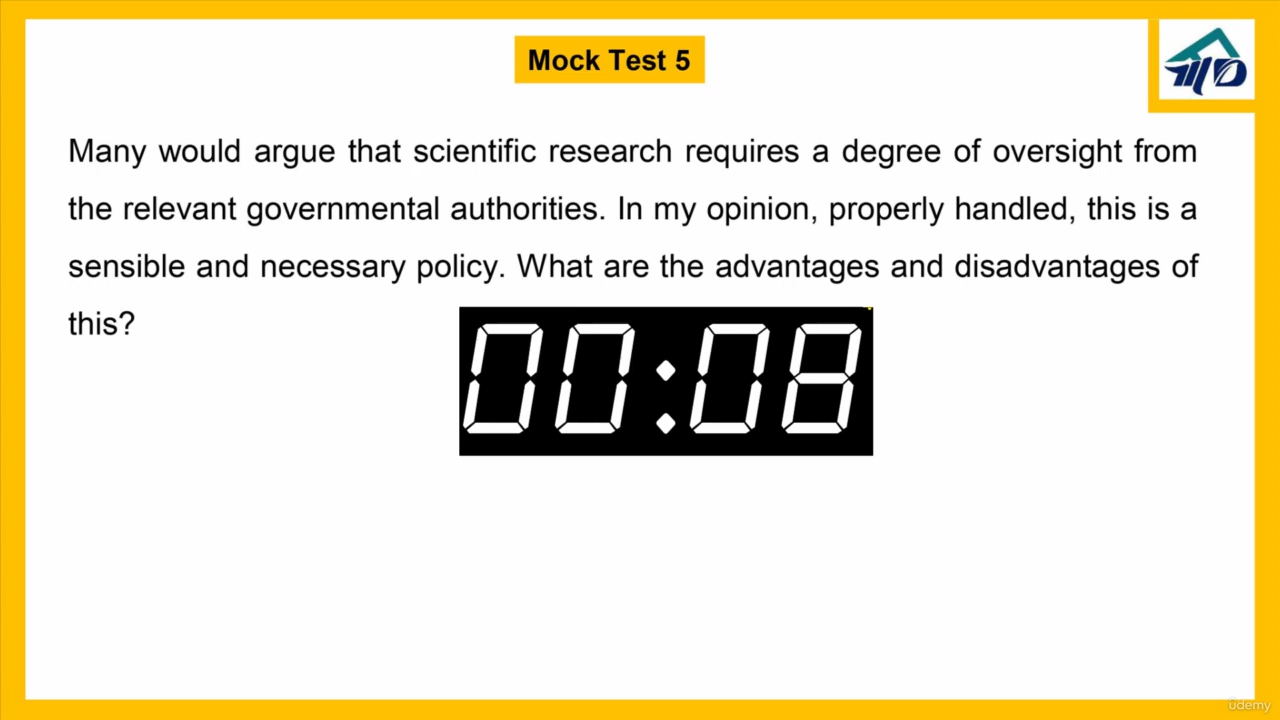 Mock Test 5
Many would argue that scientific research requires a degree of oversight from
the relevant governmental authorities. In my opinion, properly handled, this is a
sensible and necessary policy. What are the advantages and disadvantages of
this?
00:08
ûdemy